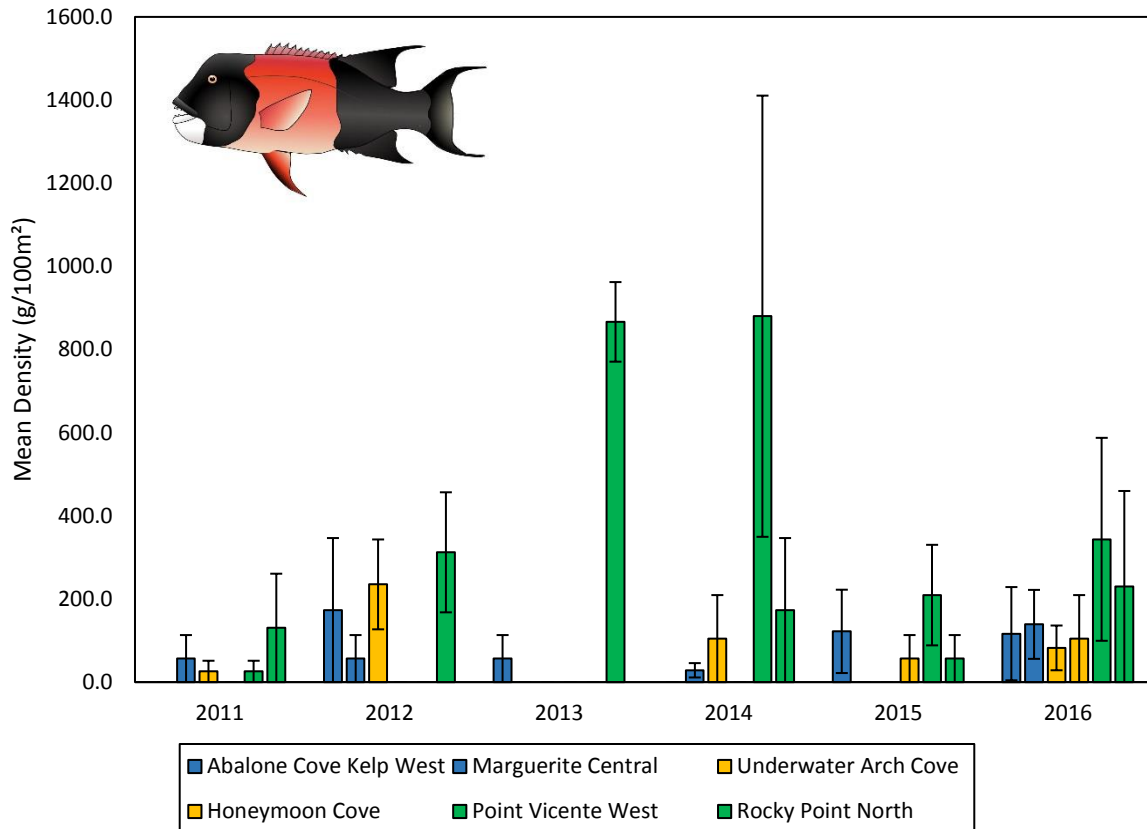 1600.0
1400.0
1200.0
1000.0
800.0
600.0
400.0
200.0
0.0
Mean Density (g/100m²)
2011 2012 2013 2014 2015 2016
Abalone Cove Kelp West Marguerite Central Underwater Arch Cove
Honeymoon Cove Point Vicente West Rocky Point North